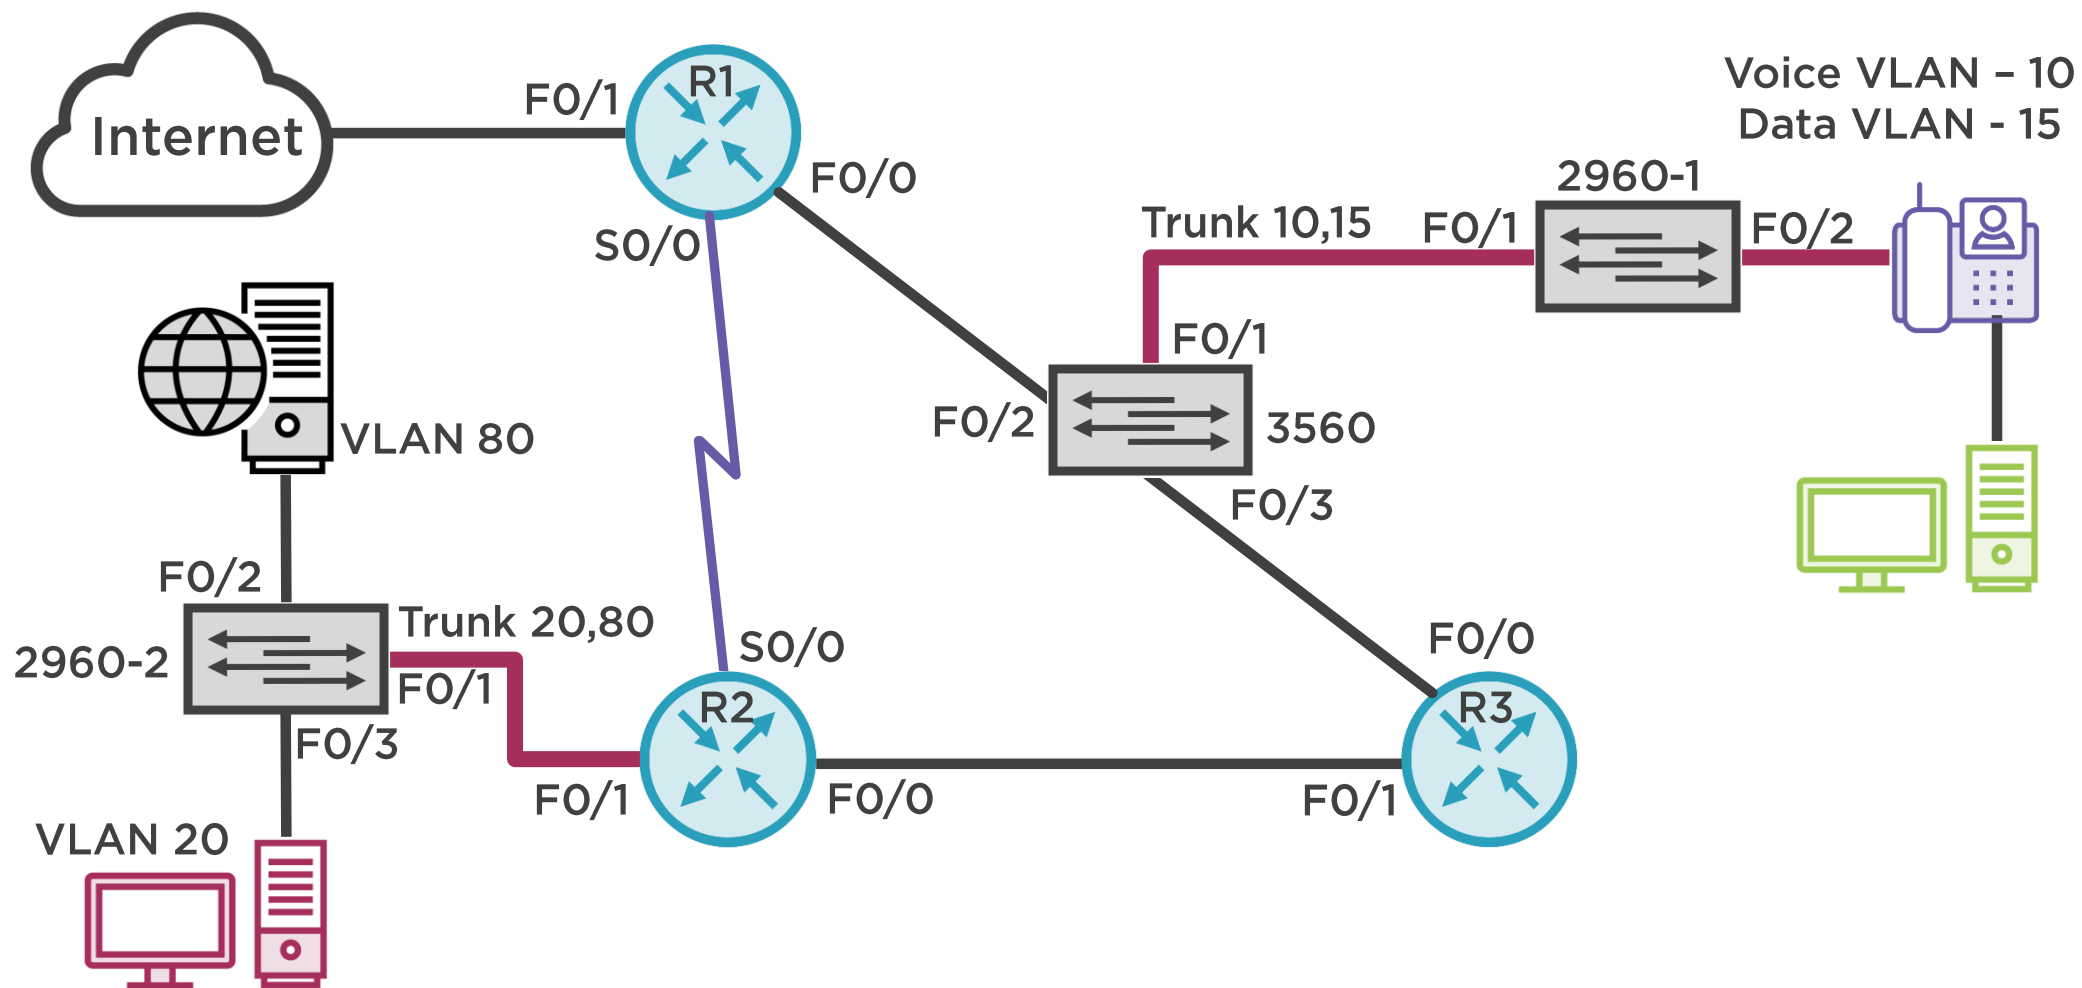 Internet
F0/1
R1
F0/0
S0/0
Voice VLAN – 10
Data VLAN - 15
2960-1
Trunk 10,15
F0/1
F0/2
F0/1
F0/2
3560
F0/3
VLAN 80
F0/2
2960-2
Trunk 20,80
F0/1
F0/3
VLAN 20
S0/0
R2
F0/1
F0/0
F0/0
R3
F0/1